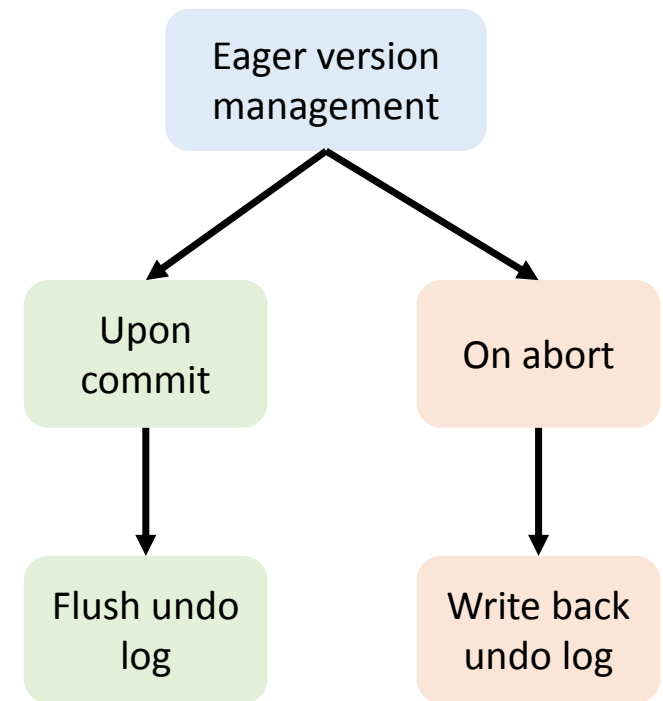 Eager version
management
Upon
commit
On abort
Flush undo
log
Write back
undo log